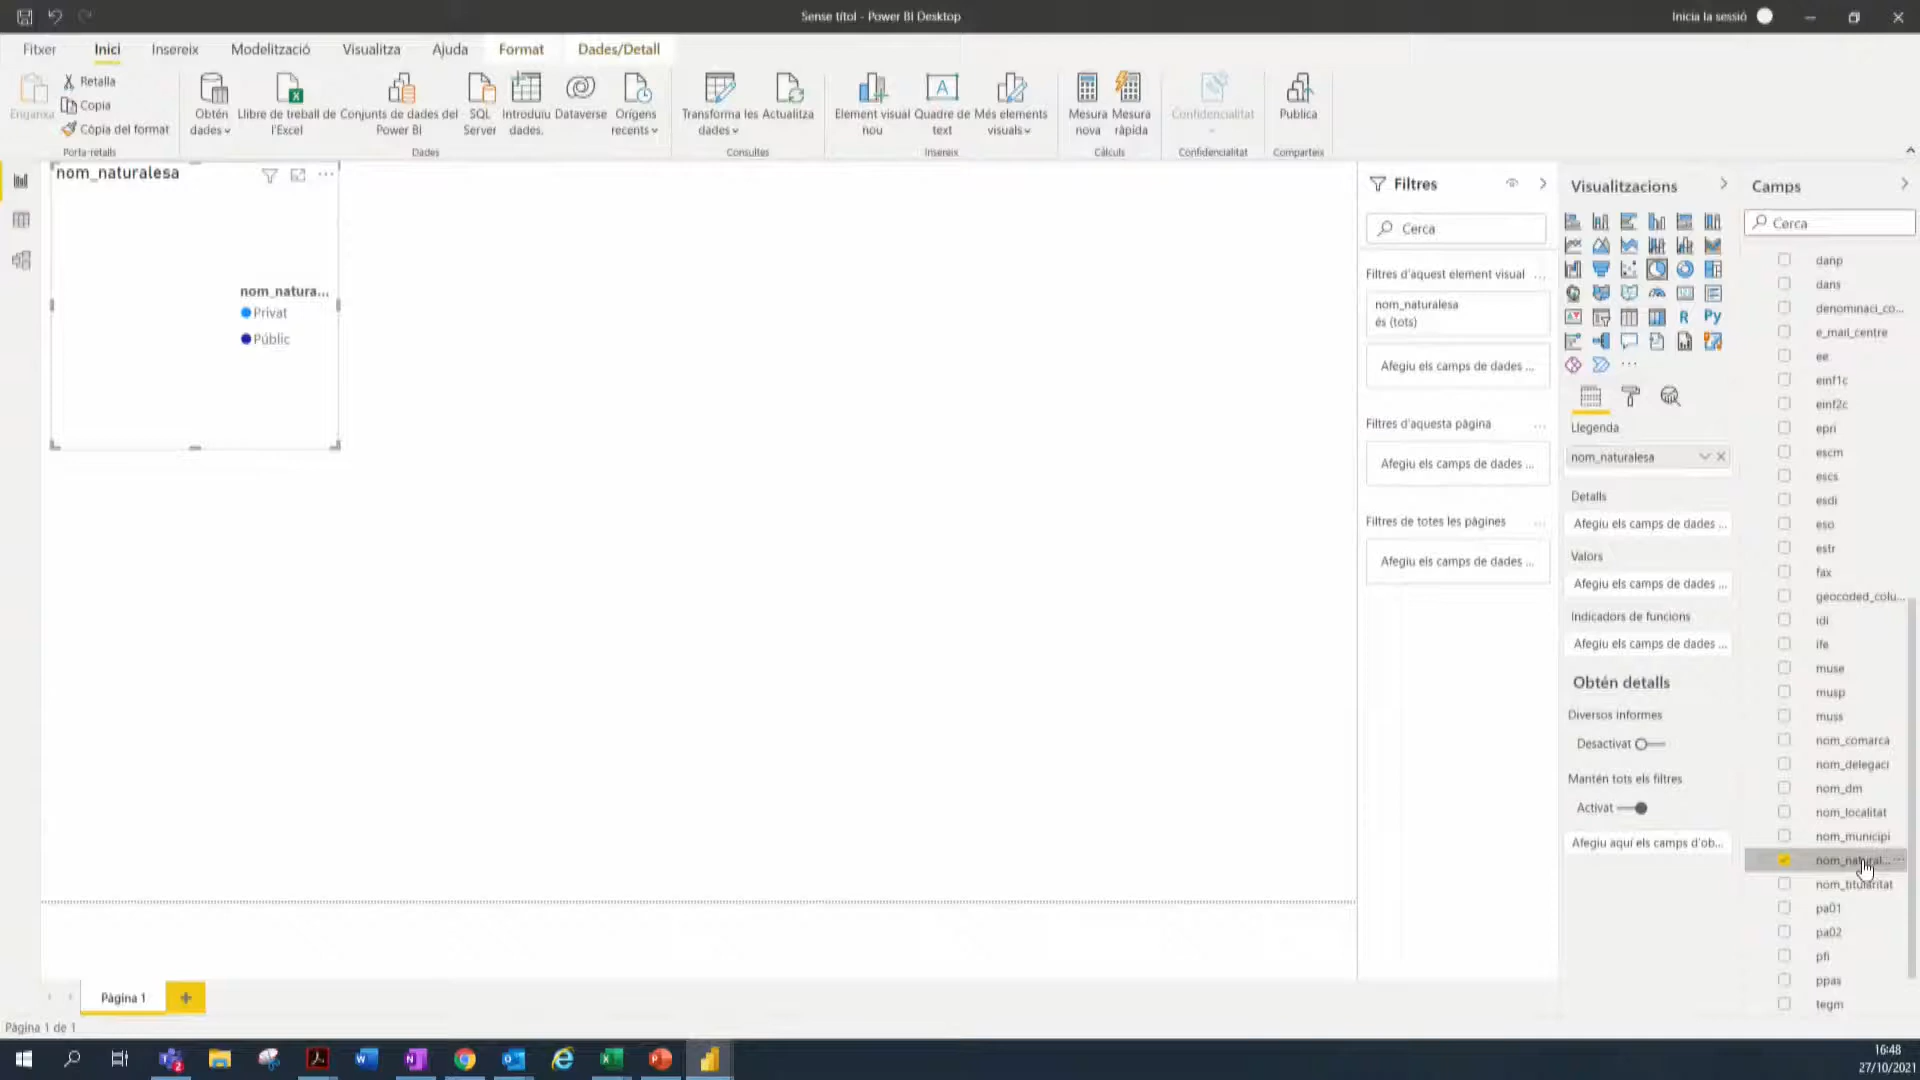 Sense títol - Power BI Desktop
Inicia la sessió
Fitxer
Inici
Insereix
Modelització
Visualitza
Ajuda
Format
Dades/Detall
Enganxa
Retalla
Copia
Còpia del format
Porta-retalls
Obtén
dades
Llibre de treball de
l'Excel
Conjunts de dades del
Power BI
SQL
Server
Introduïu
dades.
Dataverse
Orígens
recents
Dades
Transforma les
dades
Actualitza
Consultes
Element visual
nou
Quadre de
text
Més elements
visuals
Insereix
Mesura
nova
Mesura
ràpida
Càlculs
Confidencialitat
Confidencialitat
Publica
Comparteix
nom_naturalesa
nom_natura...
Privat
Públic
Filtres
Cerca
Filtres d'aquest element visual
nom_naturalesa
és (tots)
Afegiu els camps de dades ...
Filtres d'aquesta pàgina
Afegiu els camps de dades ...
Filtres de totes les pàgines
Afegiu els camps de dades ...
Visualitzacions
R
Py
Llegenda
nom_naturalesa
Detalls
Afegiu els camps de dades ...
Valors
Afegiu els camps de dades ...
Indicadors de funcions
Afegiu els camps de dades ...
Obtén detalls
Diversos informes
Desactivat
Mantén tots els filtres
Activat
Afegiu aquí els camps d'ob...
Camps
Cerca
danp
dans
denominaci_co...
e_mail_centre
ee
einf1c
einf2c
epri
escm
escs
esdi
eso
estr
fax
geocoded_colu...
idi
ife
muse
musp
muss
nom_comarca
nom_delegaci
nom_dm
nom_localitat
nom_municipi
nom_natural...
nom_titularitat
pa01
pa02
pfi
ppas
tegm
Pàgina 1
Pàgina 1 de 1
16:48
27/10/2021